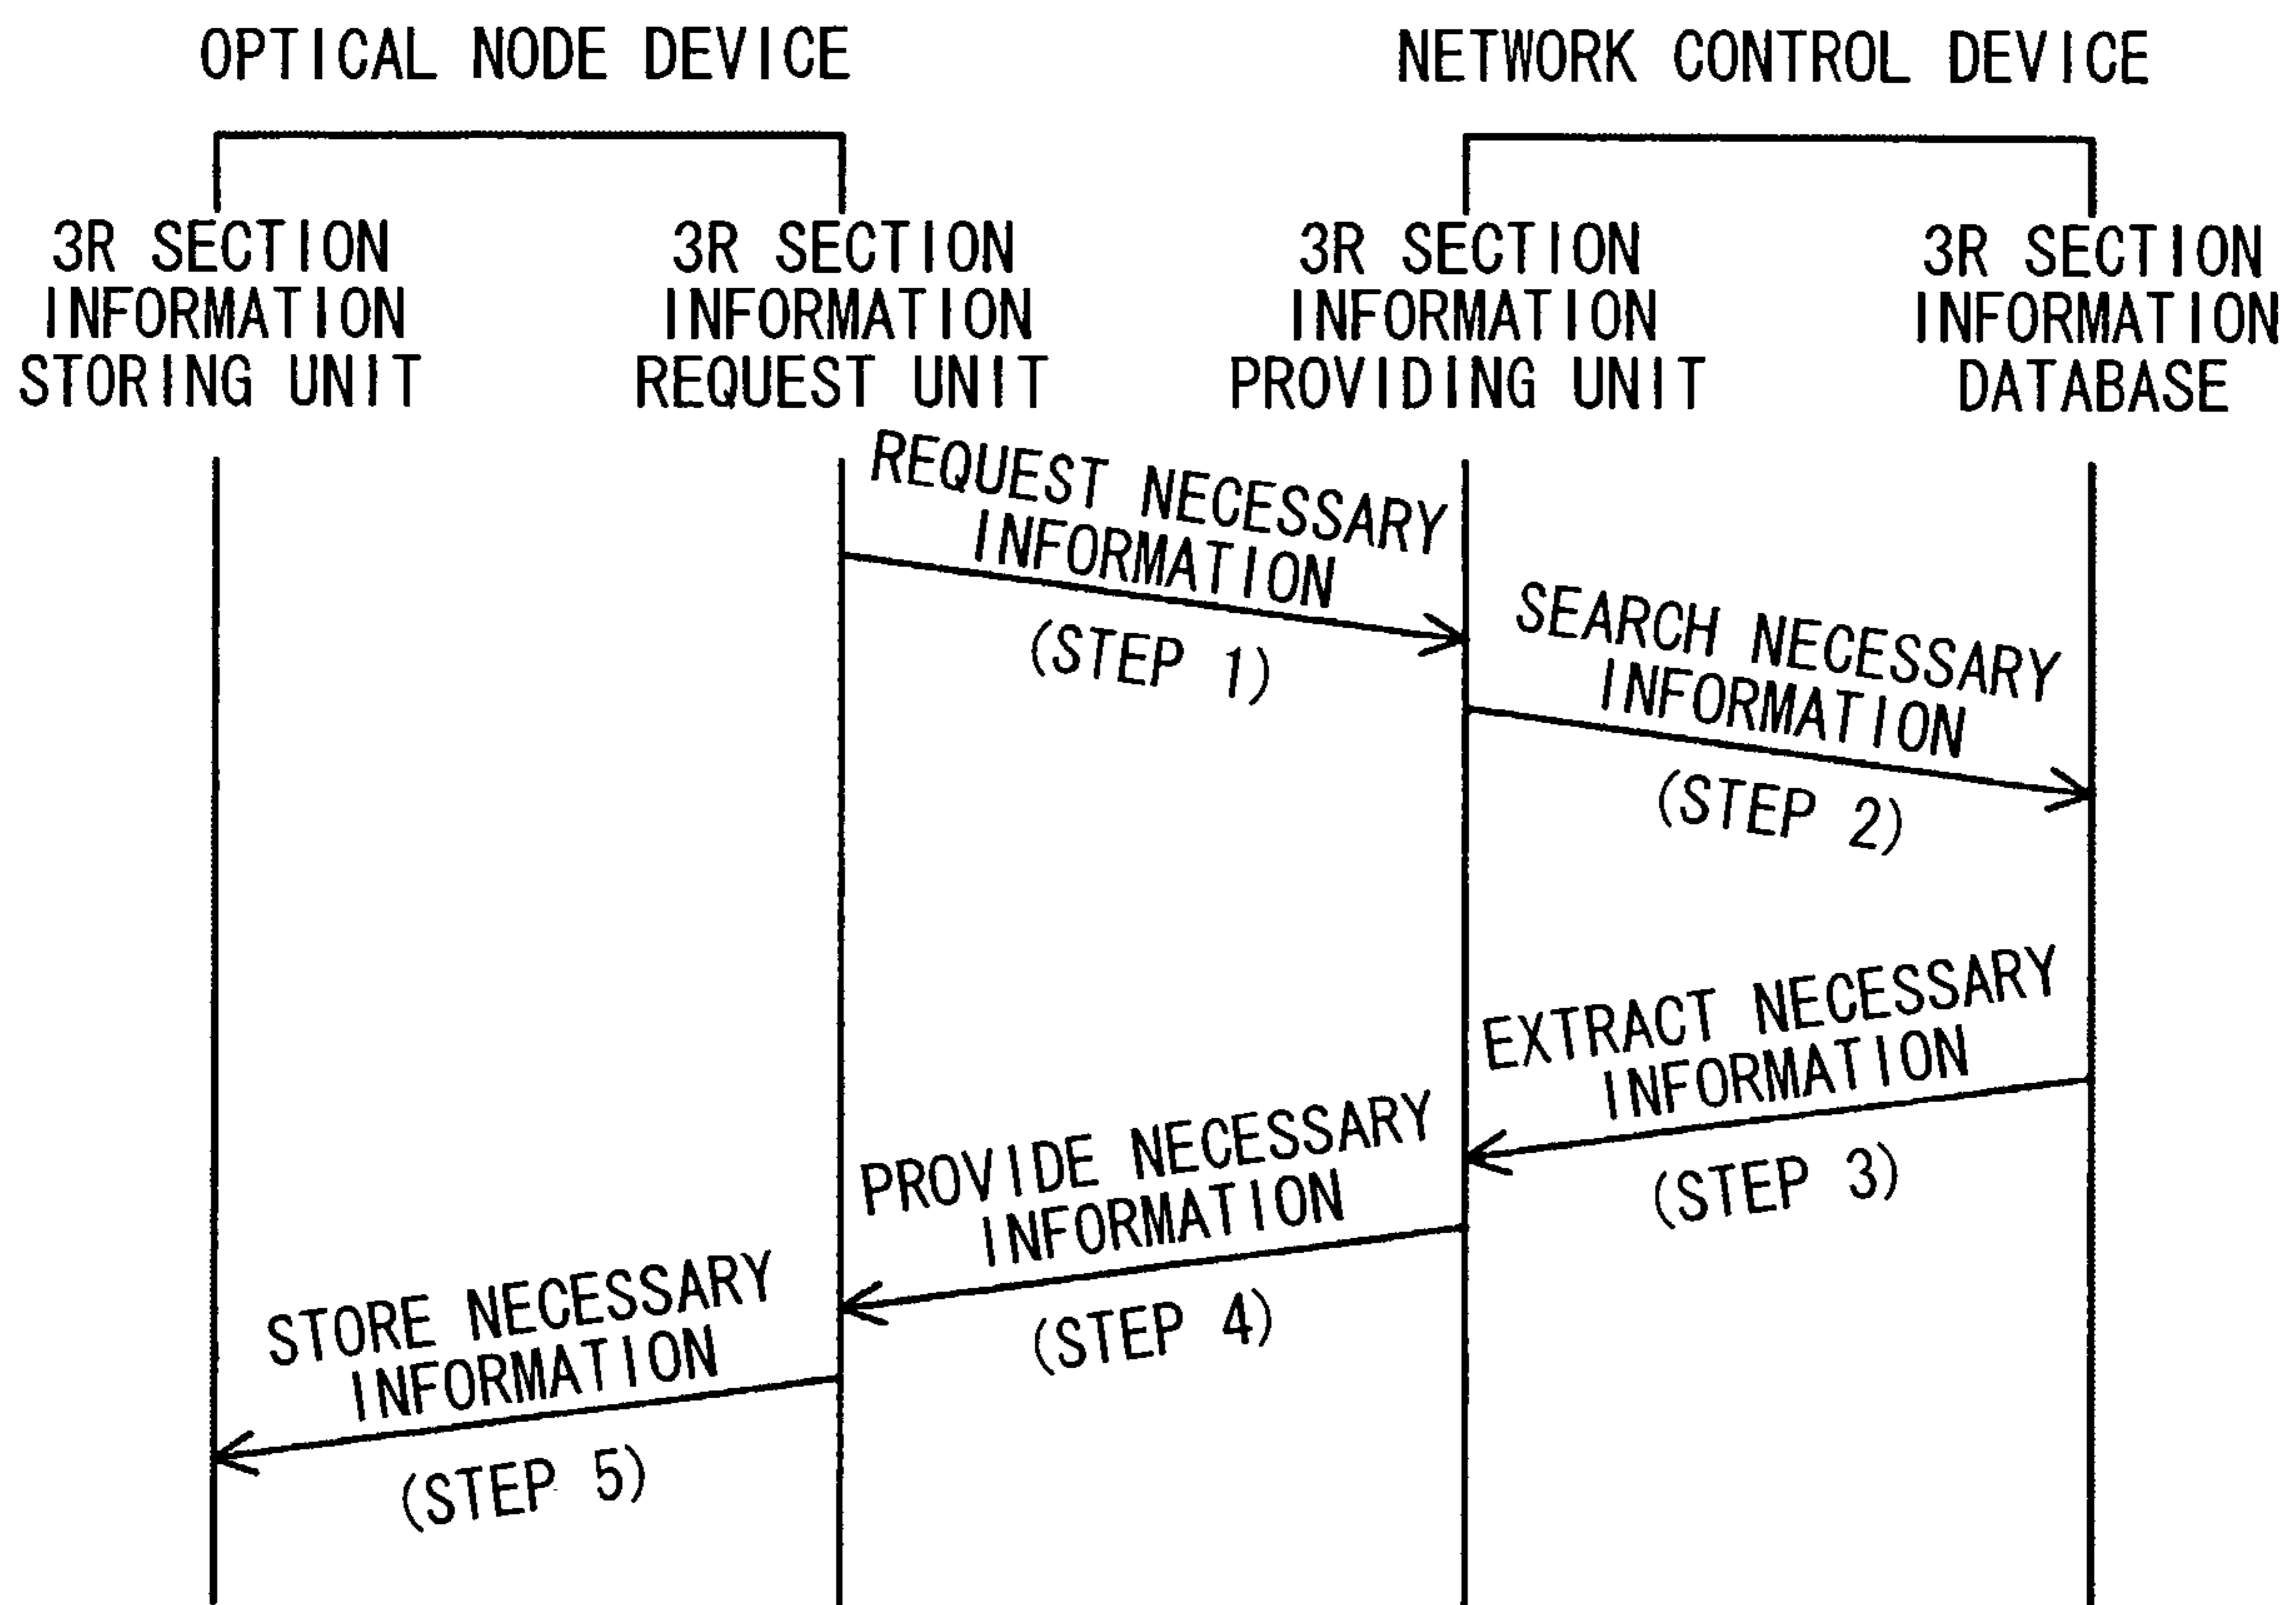 OPTICAL NODE DEVICE
NETWORK CONTROL DEVICE
3R SECTION
INFORMATION
STORING UNIT
3R SECTION
INFORMATION
REQUEST UNIT
3R SECTION
INFORMATION
PROVIDING UNIT
3R SECTION
INFORMATION
DATABASE
REQUEST NECESSARY
INFORMATION
(STEP 1)
SEARCH NECESSARY
INFORMATION
(STEP 2)
EXTRACT NECESSARY
INFORMATION
(STEP 3)
PROVIDE NECESSARY
INFORMATION
(STEP 4)
STORE NECESSARY
INFORMATION
(STEP 5)